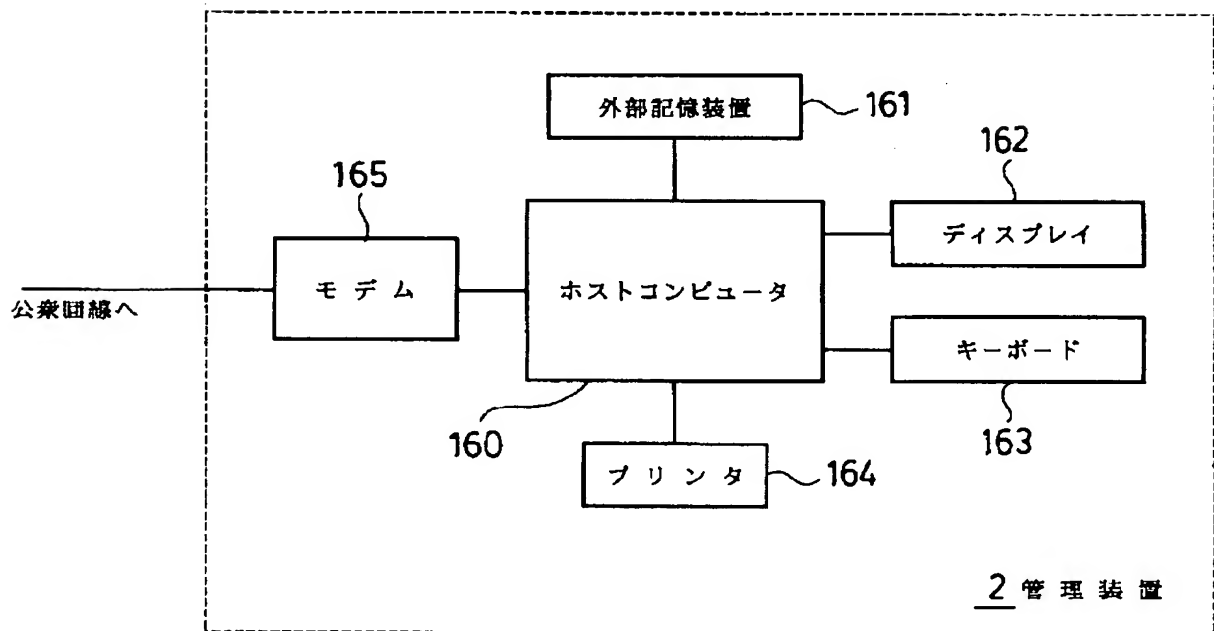 外部記憶装置
161
162
165
ディスプレイ
モデム
ホストコンピュータ
公衆回線へ
キーボード
160
163
プリンタ
164
2 管理装置